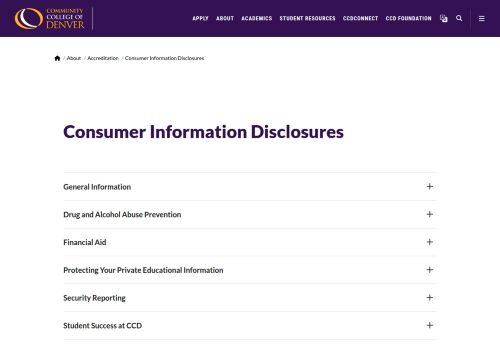 COMMUNITY
COLLEGE OF
DENVER
APPLY ABOUT ACADEMICS STUDENT RESOURCES CCDCONNECT CCD FOUNDATION
/ About / Accreditation / Consumer Information Disclosures
Consumer Information Disclosures
General Information
Drug and Alcohol Abuse Prevention
Financial Aid
Protecting Your Private Educational Information
Security Reporting
Student Success at CCD